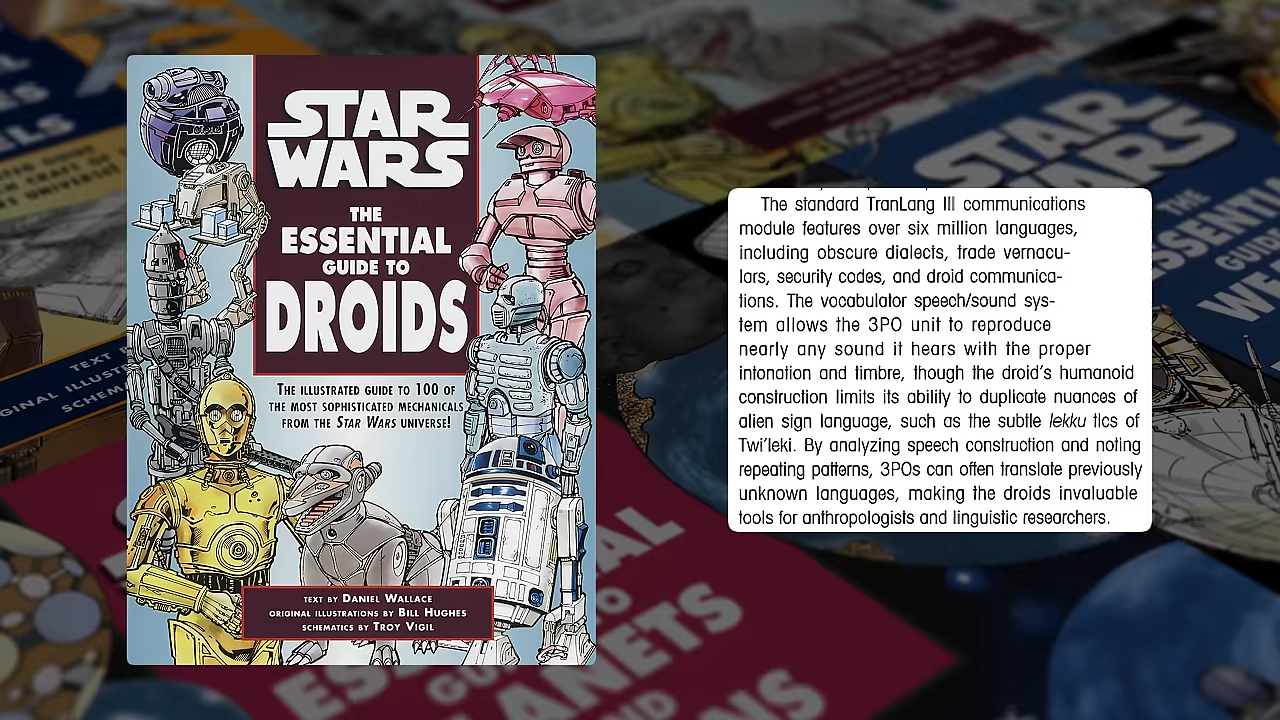 STAR
WARS
THE
ESSENTIAL
GUIDE TO
DROIDS
THE ILLUSTRATED GUIDE TO 100 OF
THE MOST SOPHISTICATED MECHANICALS
FROM THE STAR WARS UNIVERSE!
TEXT BY DANIEL WALLACE
ORIGINAL ILLUSTRATIONS BY BILL HUGHES
SCHEMATICS BY TROY VIGIL
The standard TranLang III communications
module features over six million languages,
including obscure dialects, trade vernacu-
lars, security codes, and droid communica-
tions. The vocabulator speech/sound sys-
tem allows the 3PO unit to reproduce
nearly any sound it hears with the proper
intonation and timbre, though the droid's humanoid
construction limits its ability to duplicate nuances of
alien sign language, such as the subtle lekku tics of
Twi'leki. By analyzing speech construction and noting
repeating patterns, 3POs can often translate previously
unknown languages, making the droids invaluable
tools for anthropologists and linguistic researchers.
STAR
WARS
THE